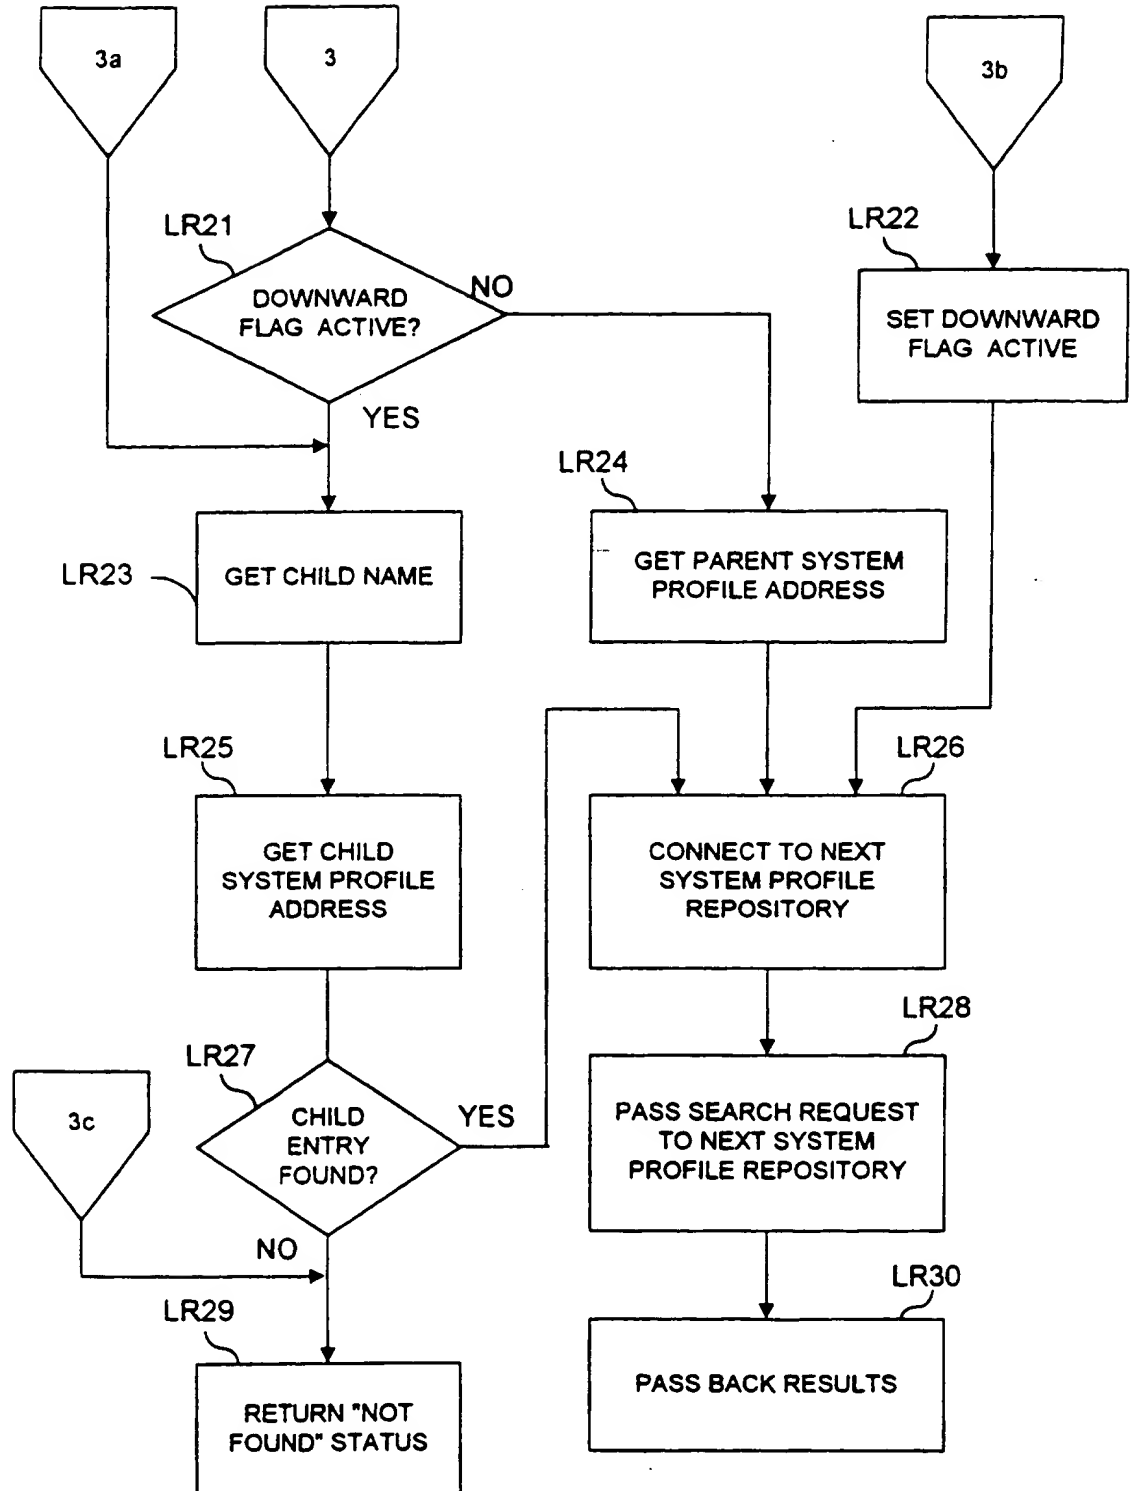 3a
3
3b
LR21
LR22
DOWNWARD
FLAG ACTIVE?
NO
SET DOWNWARD
FLAG ACTIVE
YES
LR24
LR23
GET CHILD NAME
GET PARENT SYSTEM
PROFILE ADDRESS
LR25
LR26
GET CHILD
SYSTEM PROFILE
ADDRESS
CONNECT TO NEXT
SYSTEM PROFILE
REPOSITORY
LR28
LR27
3c
CHILD
ENTRY
FOUND?
YES
PASS SEARCH REQUEST
TO NEXT SYSTEM
PROFILE REPOSITORY
NO
LR29
LR30
RETURN "NOT
FOUND" STATUS
PASS BACK RESULTS